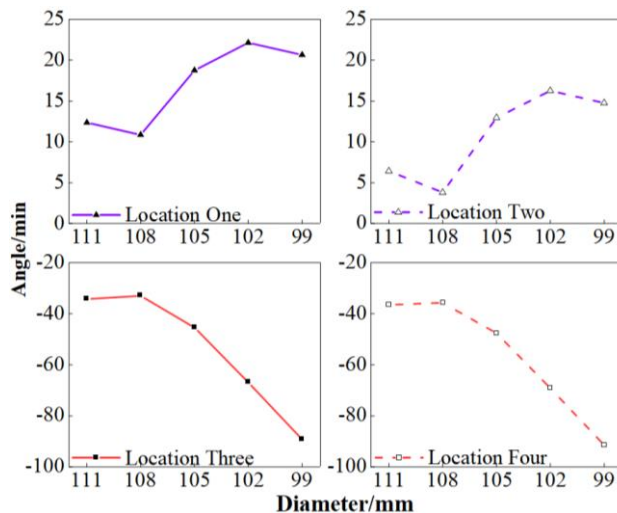 25
20
15
10
5
0
Location One
111 108 105 102 99
25
20
15
10
5
0
Location Two
111 108 105 102 99
Angle/min
-20
-40
-60
-80
-100
Location Three
111 108 105 102 99
-20
-40
-60
-80
-100
Location Four
111 108 105 102 99
Diameter/mm